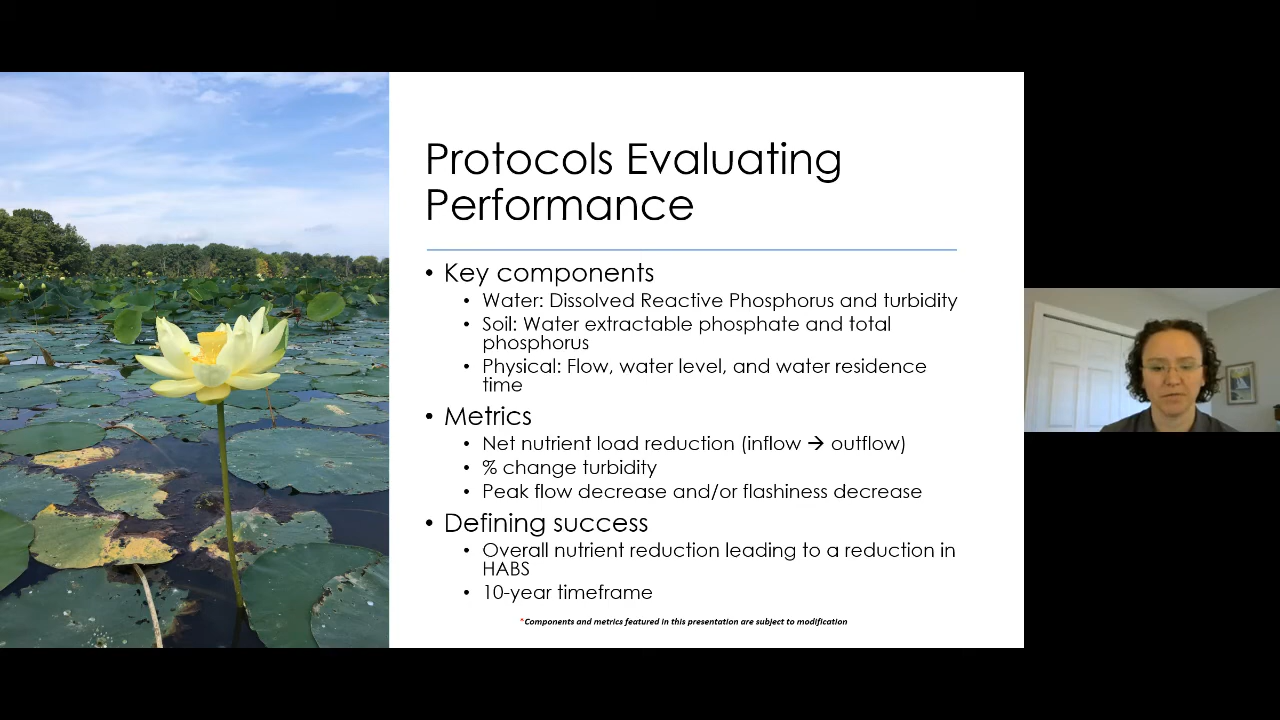 Protocols Evaluating
Performance
• Key components
• Water: Dissolved Reactive Phosphorus and turbidity
• Soil: Water extractable phosphate and total
phosphorus
• Physical: Flow, water level, and water residence
time
• Metrics
• Net nutrient load reduction (inflow → outflow)
• % change turbidity
• Peak flow decrease and/or flashiness decrease
• Defining success
• Overall nutrient reduction leading to a reduction in
HABS
• 10-year timeframe
*Components and metrics featured in this presentation are subject to modification